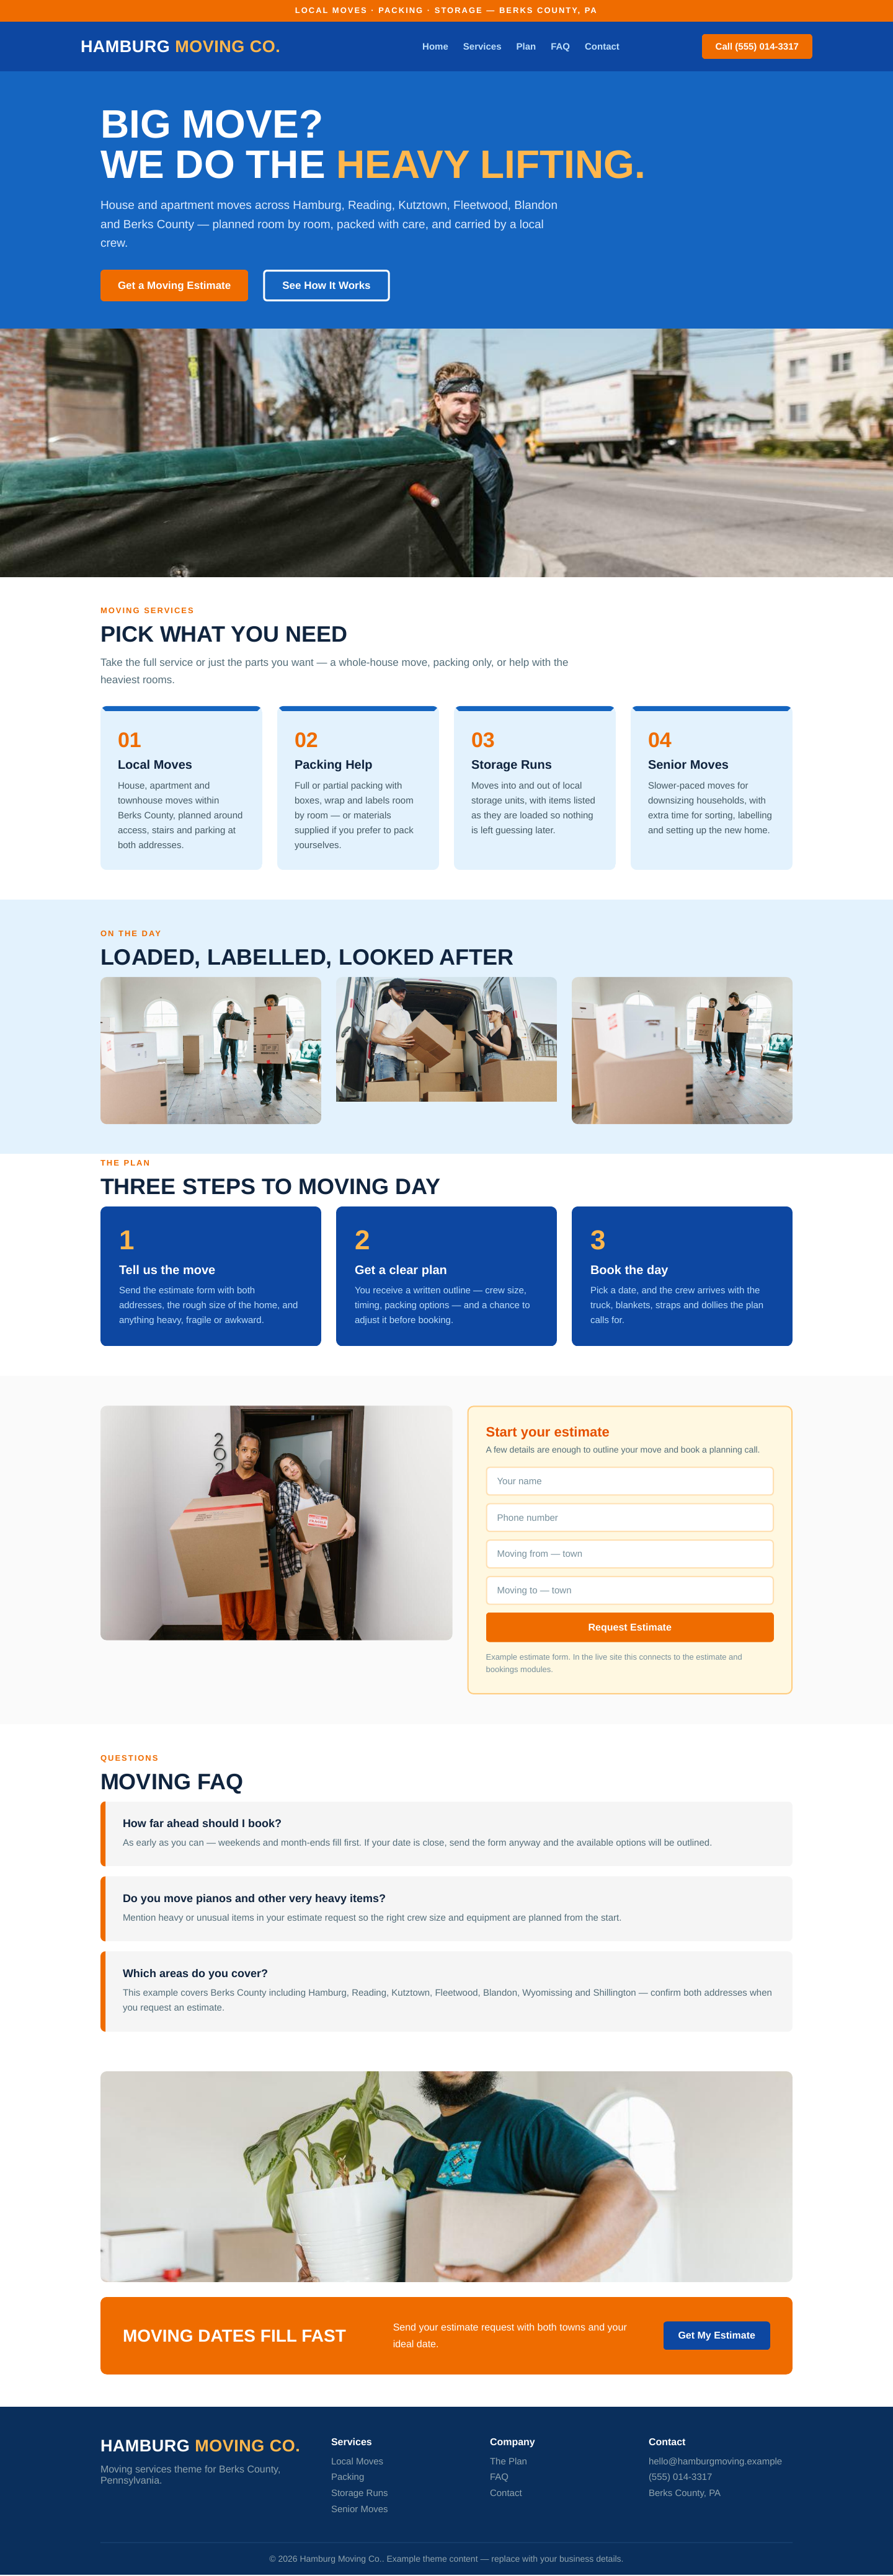 LOCAL MOVES · PACKING · STORAGE — BERKS COUNTY, PA
HAMBURG MOVING CO.
Home Services Plan FAQ Contact
Call (555) 014-3317
BIG MOVE?
WE DO THE HEAVY LIFTING.
House and apartment moves across Hamburg, Reading, Kutztown, Fleetwood, Blandon
and Berks County — planned room by room, packed with care, and carried by a local
crew.
Get a Moving Estimate
See How It Works
MOVING SERVICES
PICK WHAT YOU NEED
Take the full service or just the parts you want — a whole-house move, packing only, or help with the
heaviest rooms.
01
Local Moves
House, apartment and
townhouse moves within
Berks County, planned around
access, stairs and parking at
both addresses.
02
Packing Help
Full or partial packing with
boxes, wrap and labels room
by room — or materials
supplied if you prefer to pack
yourselves.
03
Storage Runs
Moves into and out of local
storage units, with items listed
as they are loaded so nothing
is left guessing later.
04
Senior Moves
Slower-paced moves for
downsizing households, with
extra time for sorting, labelling
and setting up the new home.
ON THE DAY
LOADED, LABELLED, LOOKED AFTER
THE PLAN
THREE STEPS TO MOVING DAY
1
Tell us the move
Send the estimate form with both
addresses, the rough size of the home, and
anything heavy, fragile or awkward.
2
Get a clear plan
You receive a written outline — crew size,
timing, packing options — and a chance to
adjust it before booking.
3
Book the day
Pick a date, and the crew arrives with the
truck, blankets, straps and dollies the plan
calls for.
202
Start your estimate
A few details are enough to outline your move and book a planning call.
Your name
Phone number
Moving from — town
Moving to — town
Request Estimate
Example estimate form. In the live site this connects to the estimate and
bookings modules.
QUESTIONS
MOVING FAQ
How far ahead should I book?
As early as you can — weekends and month-ends fill first. If your date is close, send the form anyway and the available options will be outlined.
Do you move pianos and other very heavy items?
Mention heavy or unusual items in your estimate request so the right crew size and equipment are planned from the start.
Which areas do you cover?
This example covers Berks County including Hamburg, Reading, Kutztown, Fleetwood, Blandon, Wyomissing and Shillington — confirm both addresses when
you request an estimate.
MOVING DATES FILL FAST
Send your estimate request with both towns and your
ideal date.
Get My Estimate
HAMBURG MOVING CO.
Moving services theme for Berks County,
Pennsylvania.
Services
Local Moves
Packing
Storage Runs
Senior Moves
Company
The Plan
FAQ
Contact
Contact
hello@hamburgmoving.example
(555) 014-3317
Berks County, PA
© 2026 Hamburg Moving Co.. Example theme content — replace with your business details.